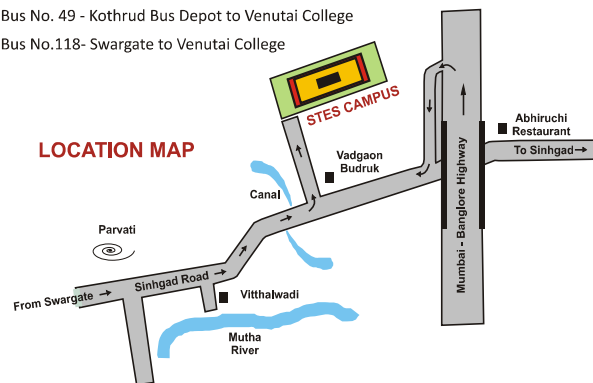 Bus No. 49 - Kothrud Bus Depot to Venutai College
Bus No.118- Swargate to Venutai College
STES CAMPUS
LOCATION MAP
Abhiruchi
Restaurant
To Sinhgad
Vadgaon
Budruk
Canal
Mumbai - Banglore Highway
Parvati
Sinhgad Road
From Swargate
Vitthalwadi
Mutha
River